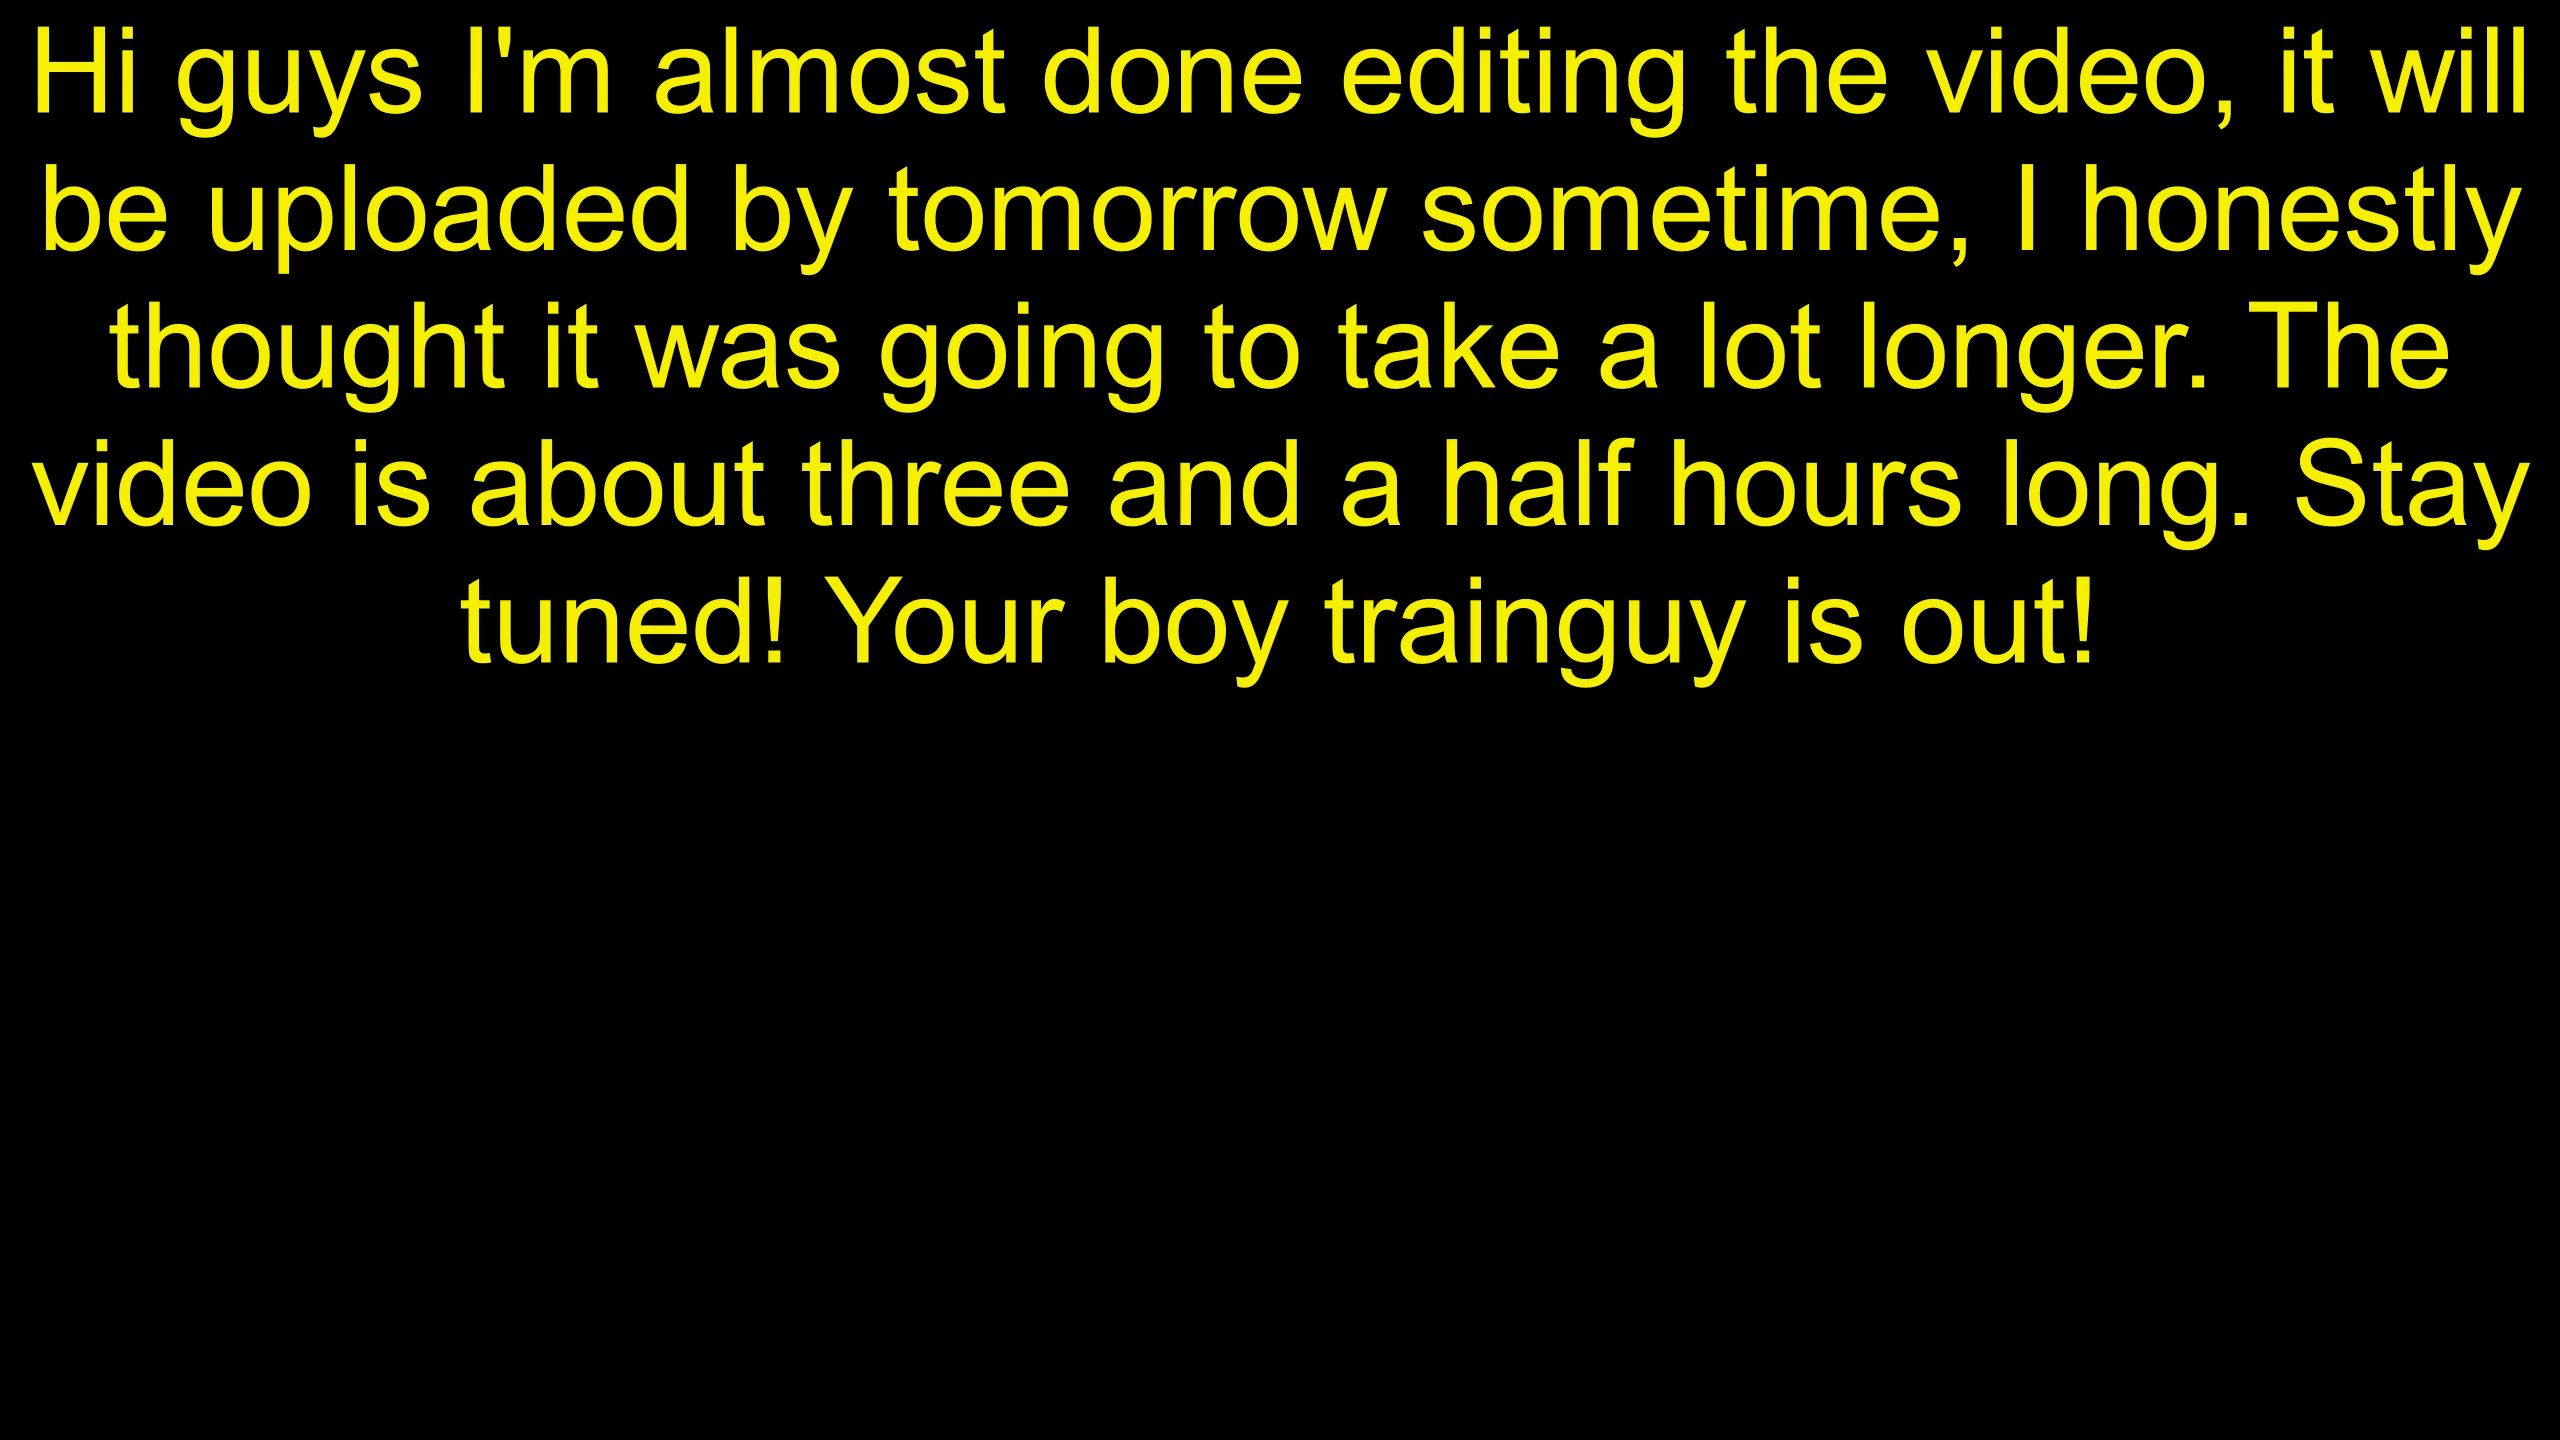 Hi guys I'm almost done editing the video, it will
be uploaded by tomorrow sometime, I honestly
thought it was going to take a lot longer. The
video is about three and a half hours long. Stay
tuned! Your boy trainguy is out!